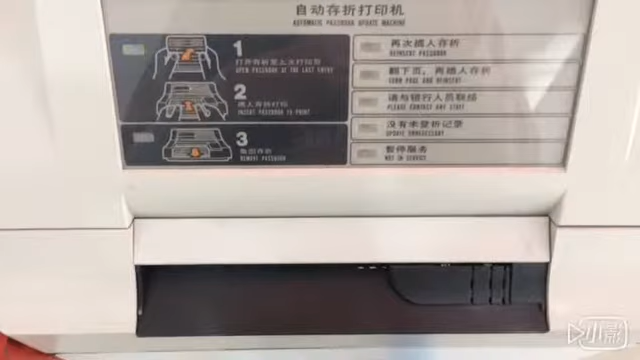 自动存折打印机
AUTOMATIC PASSBOOK UPDATE MACHINE
1
打开存折至上次打印页
OPEN PASSBOOK AT THE LAST ENTRY
2
插入存折打印
INSERT PASSBOOK TO PRINT
3
取回存折
REMOVE PASSBOOK
再次插入存折
REINSERT PASSBOOK
翻下页，再插入存折
TURN PAGE AND REINSERT
请与银行人员联络
PLEASE CONTACT ANY STAFF
没有未登折记录
UPDATE UNNECESSARY
暂停服务
NOT IN SERVICE
小影